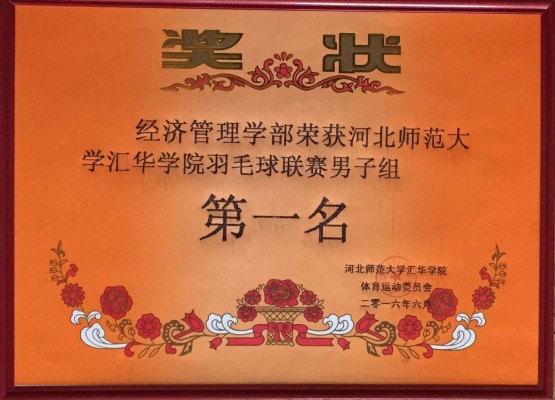 奖状
经济管理学部荣获河北师范大
学汇华学院羽毛球联赛男子组
第一名
河北师范大学汇华学院
体育运动委员会
二零一六年六月